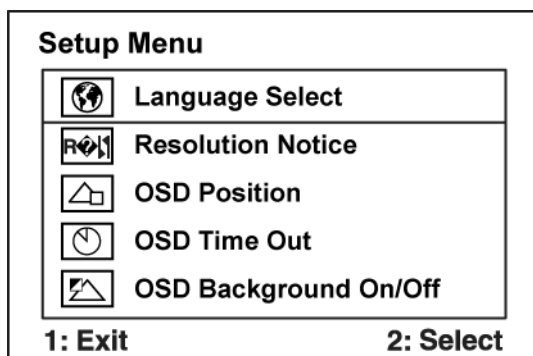 Setup Menu
Language Select
Resolution Notice
OSD Position
OSD Time Out
OSD Background On/Off
1: Exit 2: Select